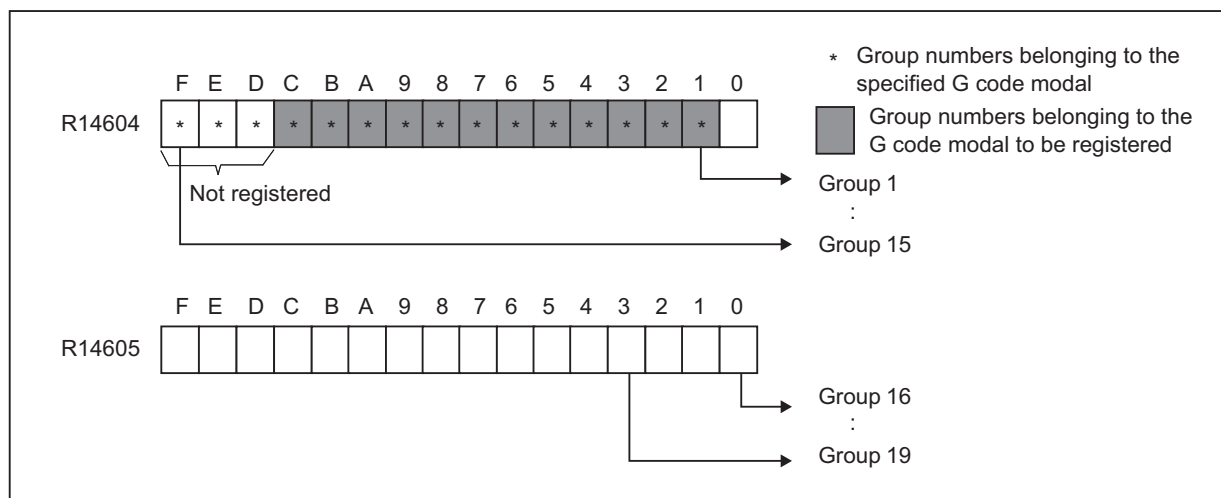 * Group numbers belonging to the
specified G code modal
Group numbers belonging to the
G code modal to be registered
F E D C B A 9 8 7 6 5 4 3 2 1 0
R14604 * * * * * * * * * * * * * * *
Not registered
Group 1
:
Group 15
F E D C B A 9 8 7 6 5 4 3 2 1 0
R14605
Group 16
:
Group 19